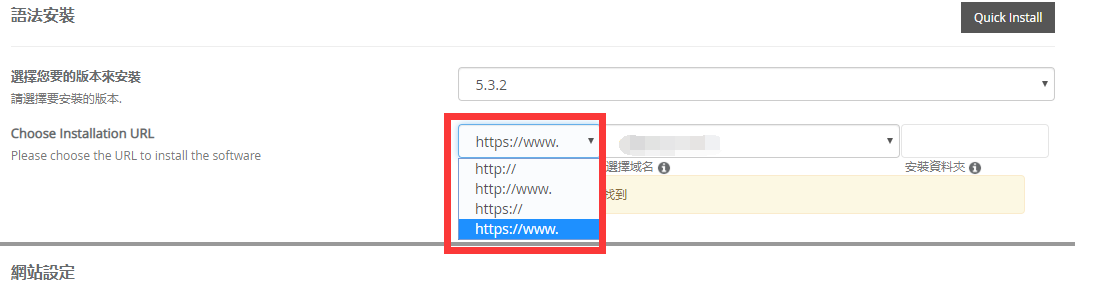 語法安裝
Quick Install
選擇您要的版本來安裝
請選擇要安裝的版本.
5.3.2
Choose Installation URL
Please choose the URL to install the software
https://www.
http://
http://www.
https://
https://www.
選擇域名
安裝資料夾
找到
網站設定